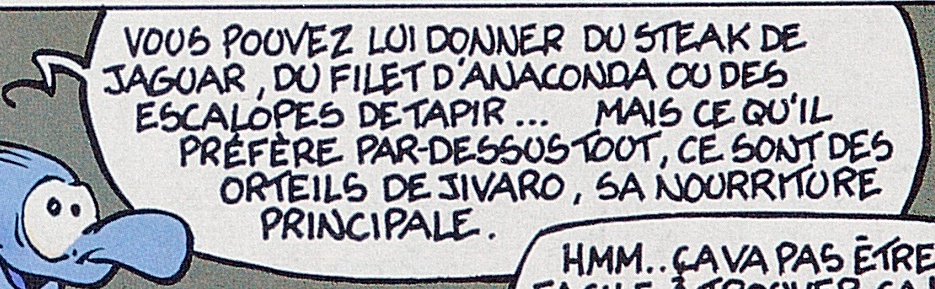 VOUS POUVEZ LUI DONNER DU STEAK DE
JAGUAR, DU FILET D'ANACONDA OU DES
ESCALOPES DE TAPIR... MAIS CE QU'IL
PRÉFÈRE PAR-DESSUS TOUT, CE SONT DES
ORTEILS DE JIVARO, SA NOURRITURE
PRINCIPALE.
HMM.. ÇA VA PAS ÊTRE